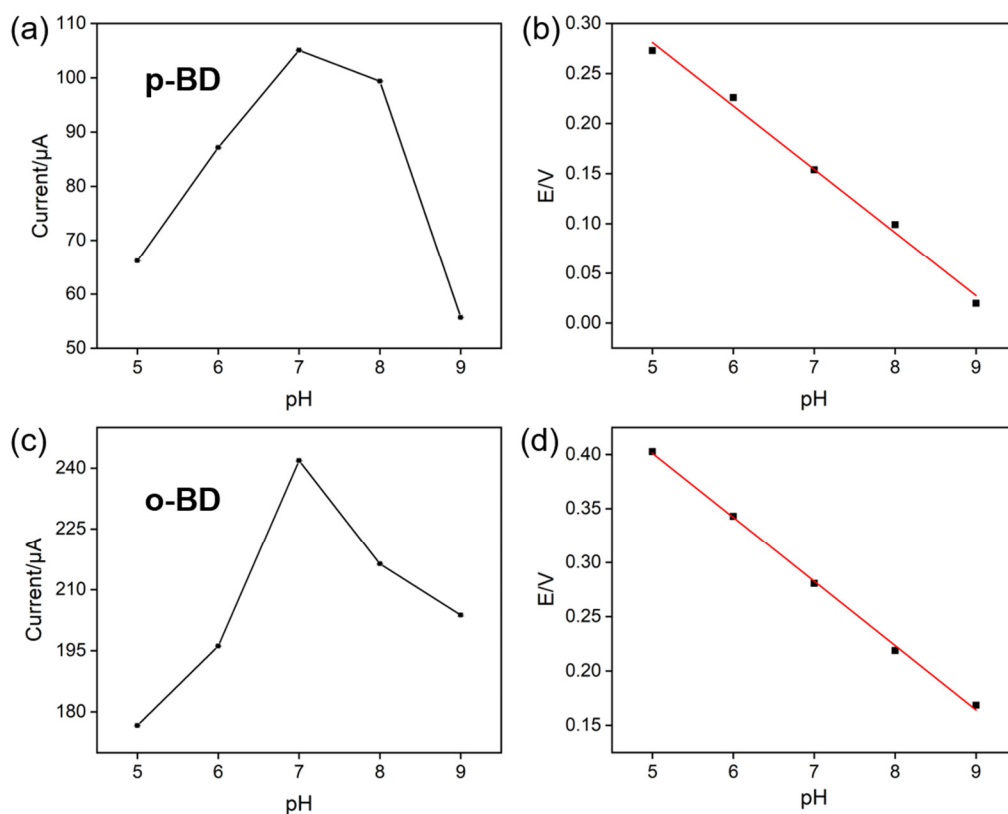 (a)
p-BD
110
100
90
80
70
60
50
Current/μA
5 6 7 8 9
pH
(b)
0.30
0.25
0.20
0.15
0.10
0.05
0.00
E/V
5 6 7 8 9
pH
(c)
o-BD
240
225
210
195
180
Current/μA
5 6 7 8 9
pH
(d)
0.40
0.35
0.30
0.25
0.20
0.15
E/V
5 6 7 8 9
pH